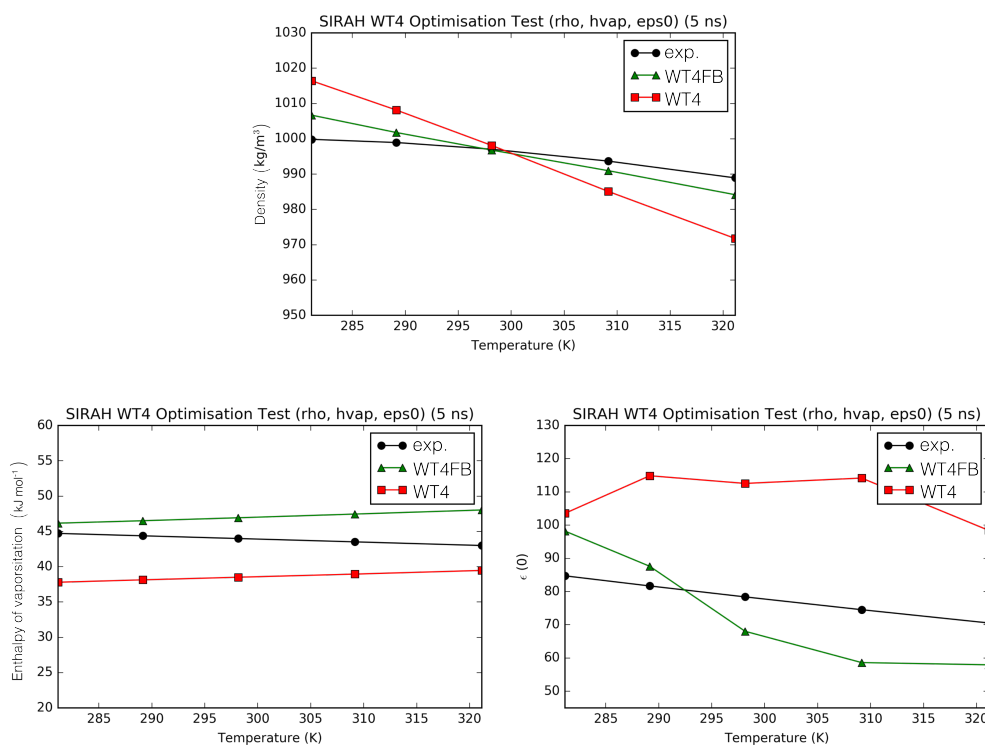 SIRAH WT4 Optimisation Test (rho, hvap, eps0) (5 ns)
1030
1020
1010
1000
990
980
970
960
950
Density (kg/m³)
exp.
WT4FB
WT4
285 290 295 300 305 310 315 320
Temperature (K)
SIRAH WT4 Optimisation Test (rho, hvap, eps0) (5 ns)
60
55
50
45
40
35
30
25
20
Enthalpy of vaporsitation (kJ mol⁻¹)
exp.
WT4FB
WT4
285 290 295 300 305 310 315 320
Temperature (K)
SIRAH WT4 Optimisation Test (rho, hvap, eps0) (5 ns)
130
120
110
100
90
80
70
60
50
ϵ (0)
exp.
WT4FB
WT4
285 290 295 300 305 310 315 320
Temperature (K)